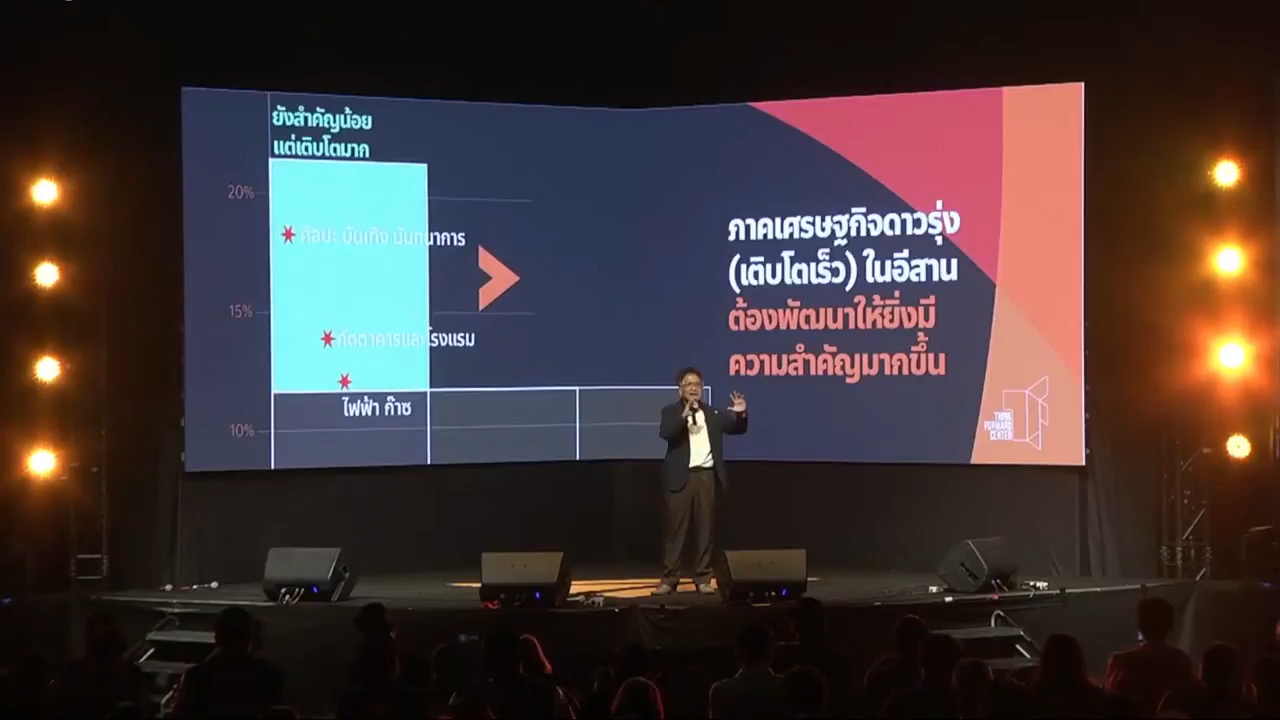 ยังสำคัญน้อย
แต่เติบโตมาก
20%
ศิลปะ บันเทิง นันทนาการ
15%
ภัตตาคารและโรงแรม
ไฟฟ้า ก๊าซ
10%
ภาคเศรษฐกิจดาวรุ่ง
(เติบโตเร็ว) ในอีสาน
ต้องพัฒนาให้ยิ่งมี
ความสำคัญมากขึ้น
THINK
FORWARD
CENTER